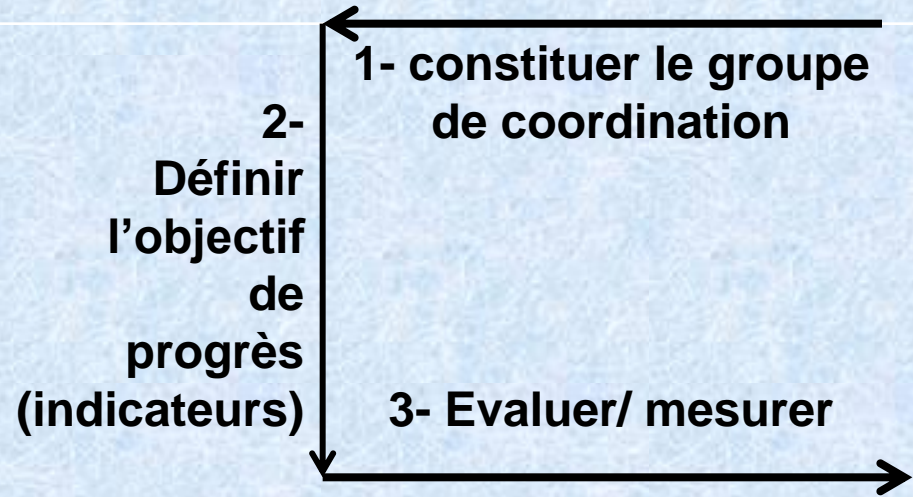 1- constituer le groupe
de coordination
2-
Définir
l’objectif
de
progrès
(indicateurs)
3- Evaluer/ mesurer